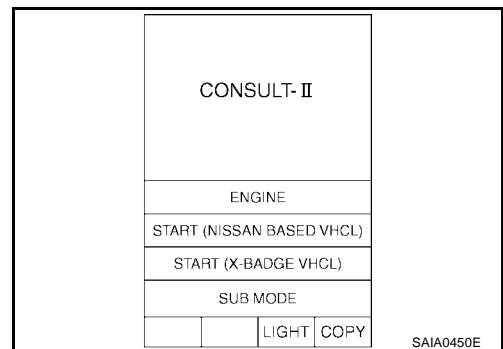 CONSULT-II
ENGINE
START (NISSAN BASED VHCL)
START (X-BADGE VHCL)
SUB MODE
LIGHT COPY
SAIA0450E